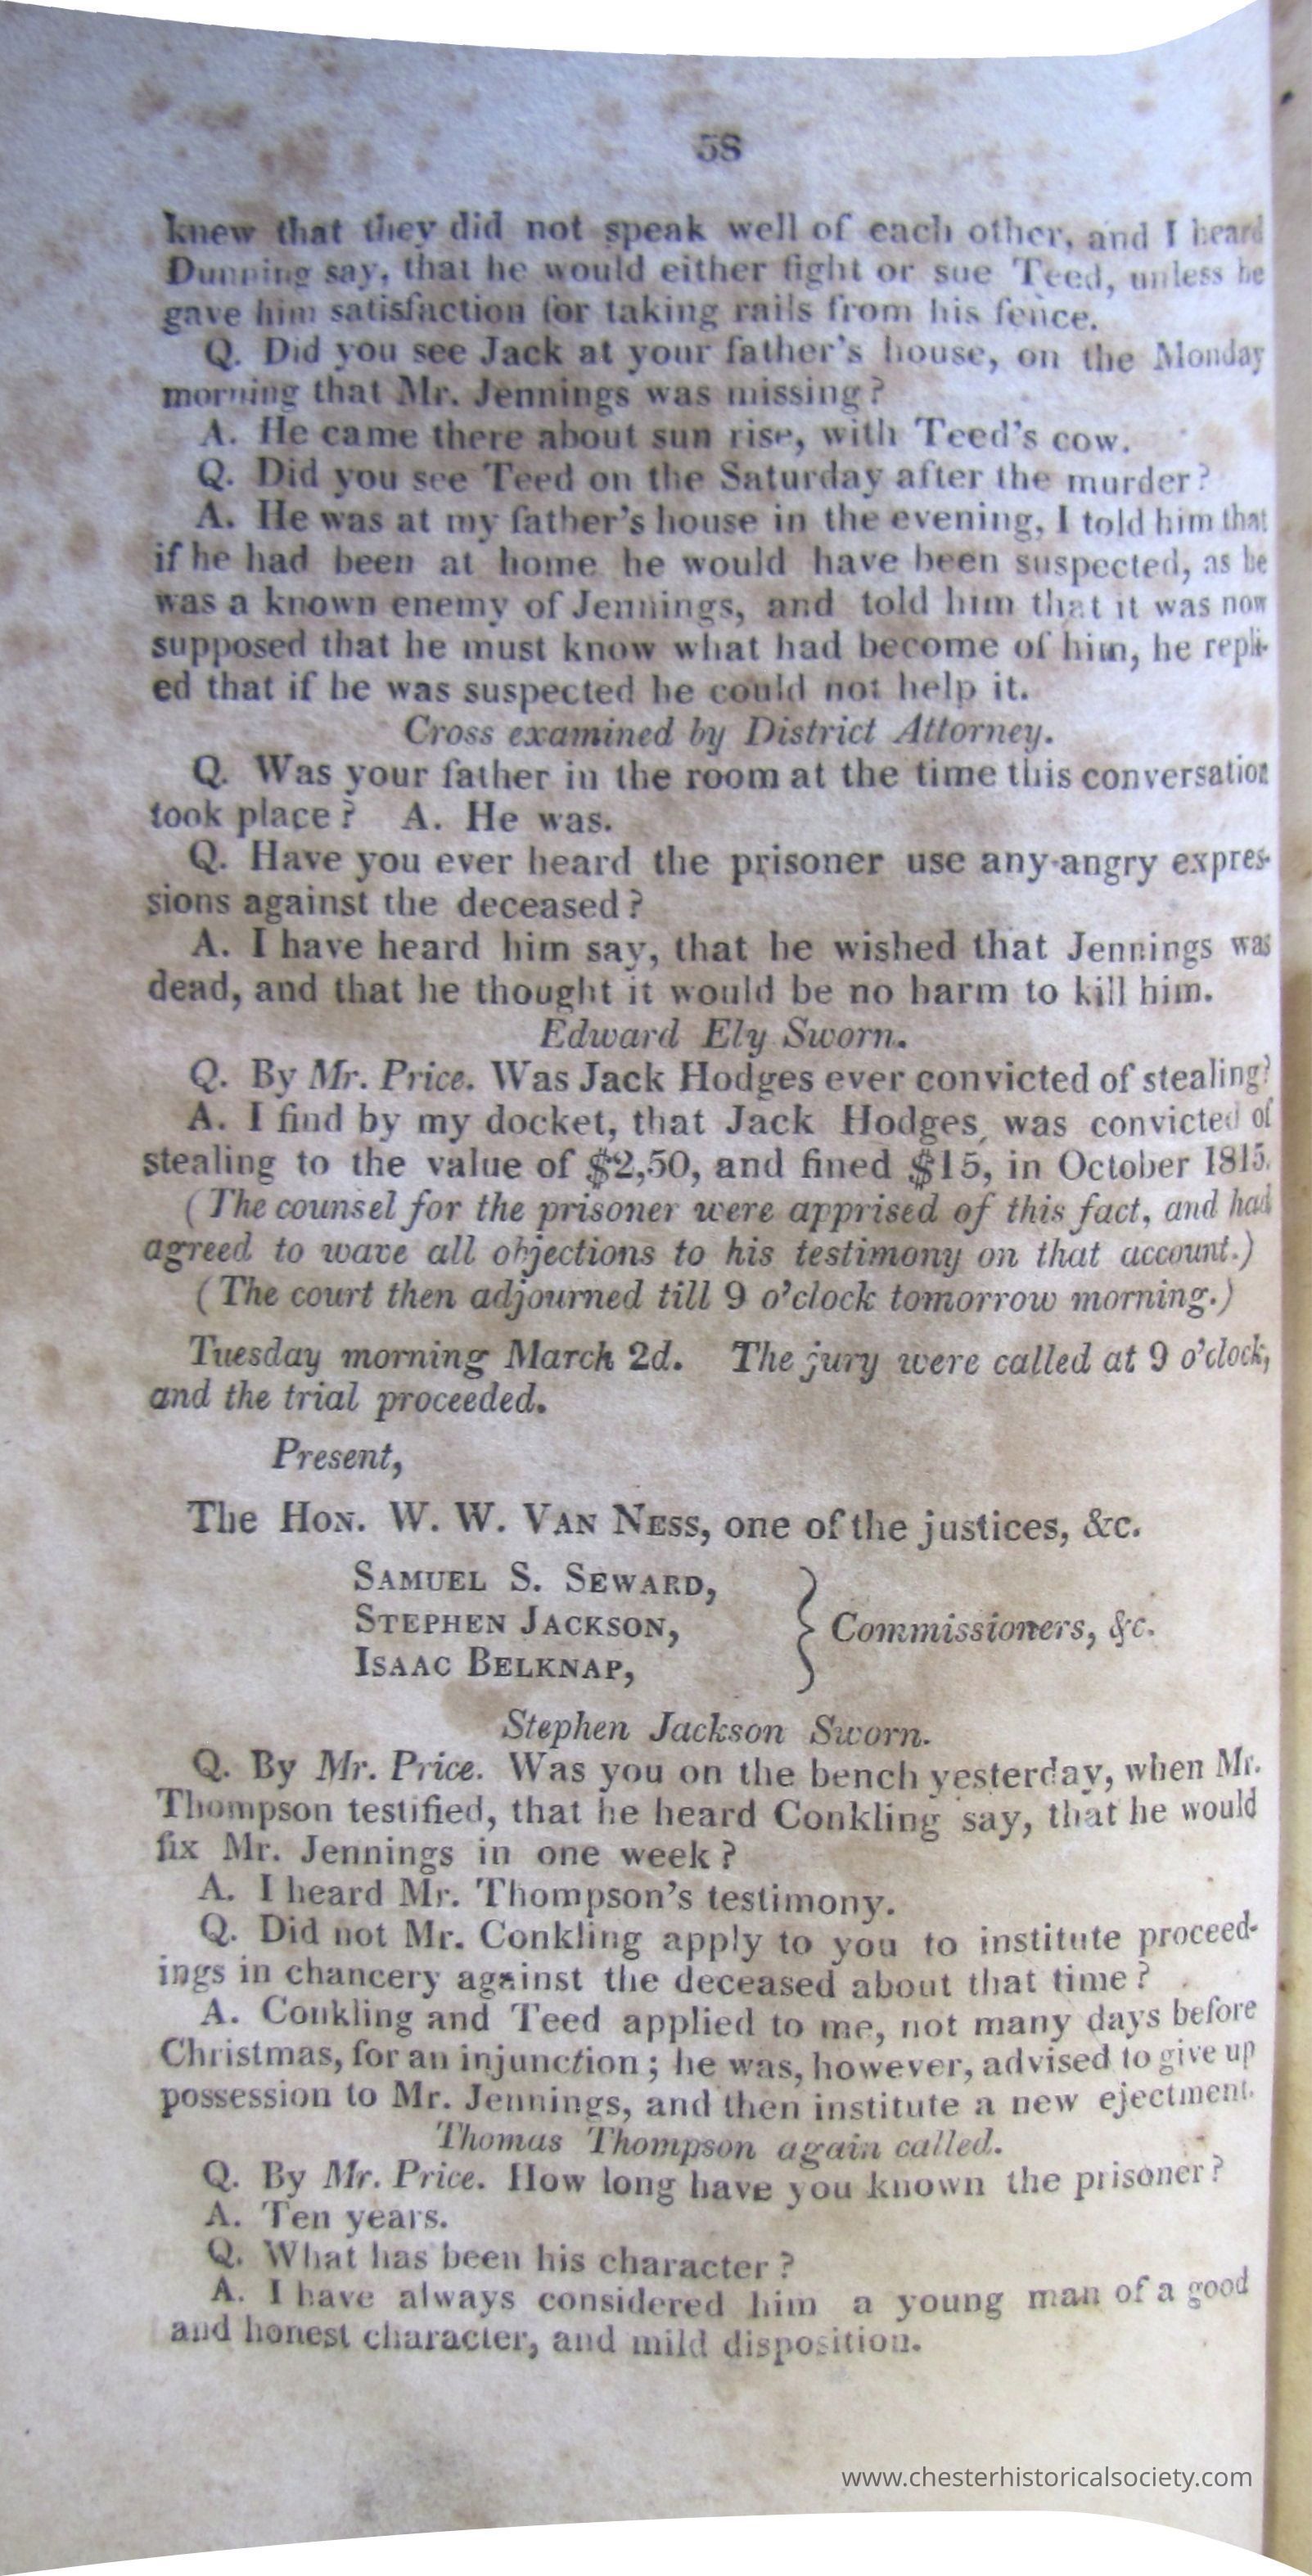 58
knew that they did not speak well of each other, and I heard
Dunning say, that he would either fight or sue Teed, unless he
gave him satisfaction for taking rails from his fence.
Q. Did you see Jack at your father's house, on the Monday
morning that Mr. Jennings was missing?
A. He came there about sun rise, with Teed's cow.
Q. Did you see Teed on the Saturday after the murder?
A. He was at my father's house in the evening, I told him that
if he had been at home he would have been suspected, as he
was a known enemy of Jennings, and told him that it was now
supposed that he must know what had become of him, he repli-
ed that if he was suspected he could not help it.
Cross examined by District Attorney.
Q. Was your father in the room at the time this conversation
took place? A. He was.
Q. Have you ever heard the prisoner use any angry expres-
sions against the deceased?
A. I have heard him say, that he wished that Jennings was
dead, and that he thought it would be no harm to kill him.
Edward Ely Sworn.
Q. By Mr. Price. Was Jack Hodges ever convicted of stealing?
A. I find by my docket, that Jack Hodges, was convicted of
stealing to the value of $2,50, and fined $15, in October 1815.
(The counsel for the prisoner were apprised of this fact, and had
agreed to wave all objections to his testimony on that account.)
(The court then adjourned till 9 o'clock tomorrow morning.)
Tuesday morning March 2d. The jury were called at 9 o'clock,
and the trial proceeded.
Present,
The Hon. W. W. Van Ness, one of the justices, &c.
Samuel S. Seward,
Stephen Jackson, } Commissioners, &c.
Isaac Belknap,
Stephen Jackson Sworn.
Q. By Mr. Price. Was you on the bench yesterday, when Mr.
Thompson testified, that he heard Conkling say, that he would
fix Mr. Jennings in one week?
A. I heard Mr. Thompson's testimony.
Q. Did not Mr. Conkling apply to you to institute proceed-
ings in chancery against the deceased about that time?
A. Conkling and Teed applied to me, not many days before
Christmas, for an injunction; he was, however, advised to give up
possession to Mr. Jennings, and then institute a new ejectment.
Thomas Thompson again called.
Q. By Mr. Price. How long have you known the prisoner?
A. Ten years.
Q. What has been his character?
A. I have always considered him a young man of a good
and honest character, and mild disposition.
www.chesterhistoricalsociety.com